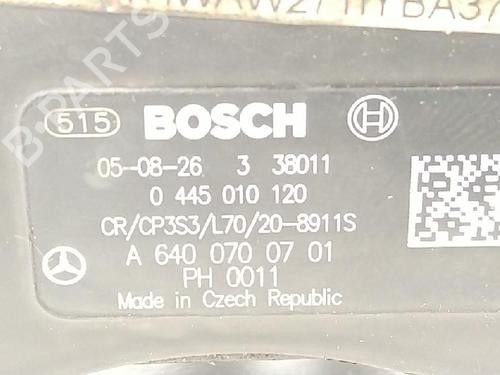 515 BOSCH
05-08-26 3 38011
0 445 010 120
CR/CP3S3/L70/20-8911S
A 640 070 07 01
PH 0011
Made in Czech Republic
B-PARTS